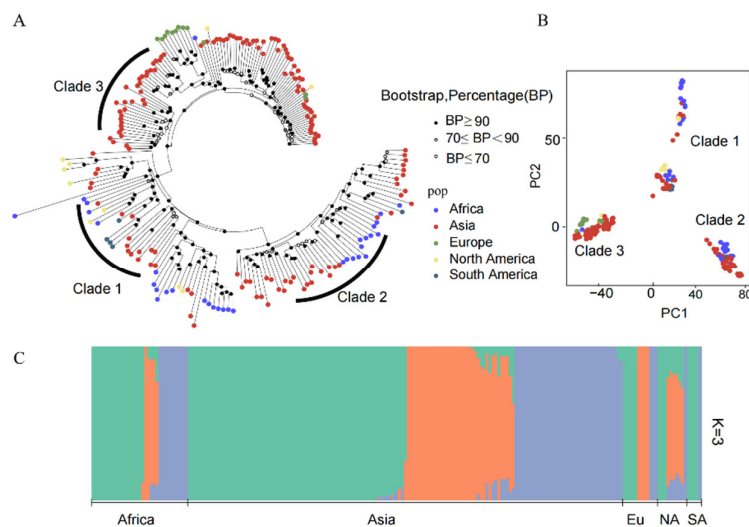 A
Clade 3
Clade 1
Clade 2
Bootstrap,Percentage(BP)
BP≥90
70≤ BP<90
BP≤70
pop
Africa
Asia
Europe
North America
South America
B
PC2
50
0
Clade 1
Clade 2
Clade 3
−40
0
40
80
PC1
C
K=3
Africa
Asia
Eu
NA
SA